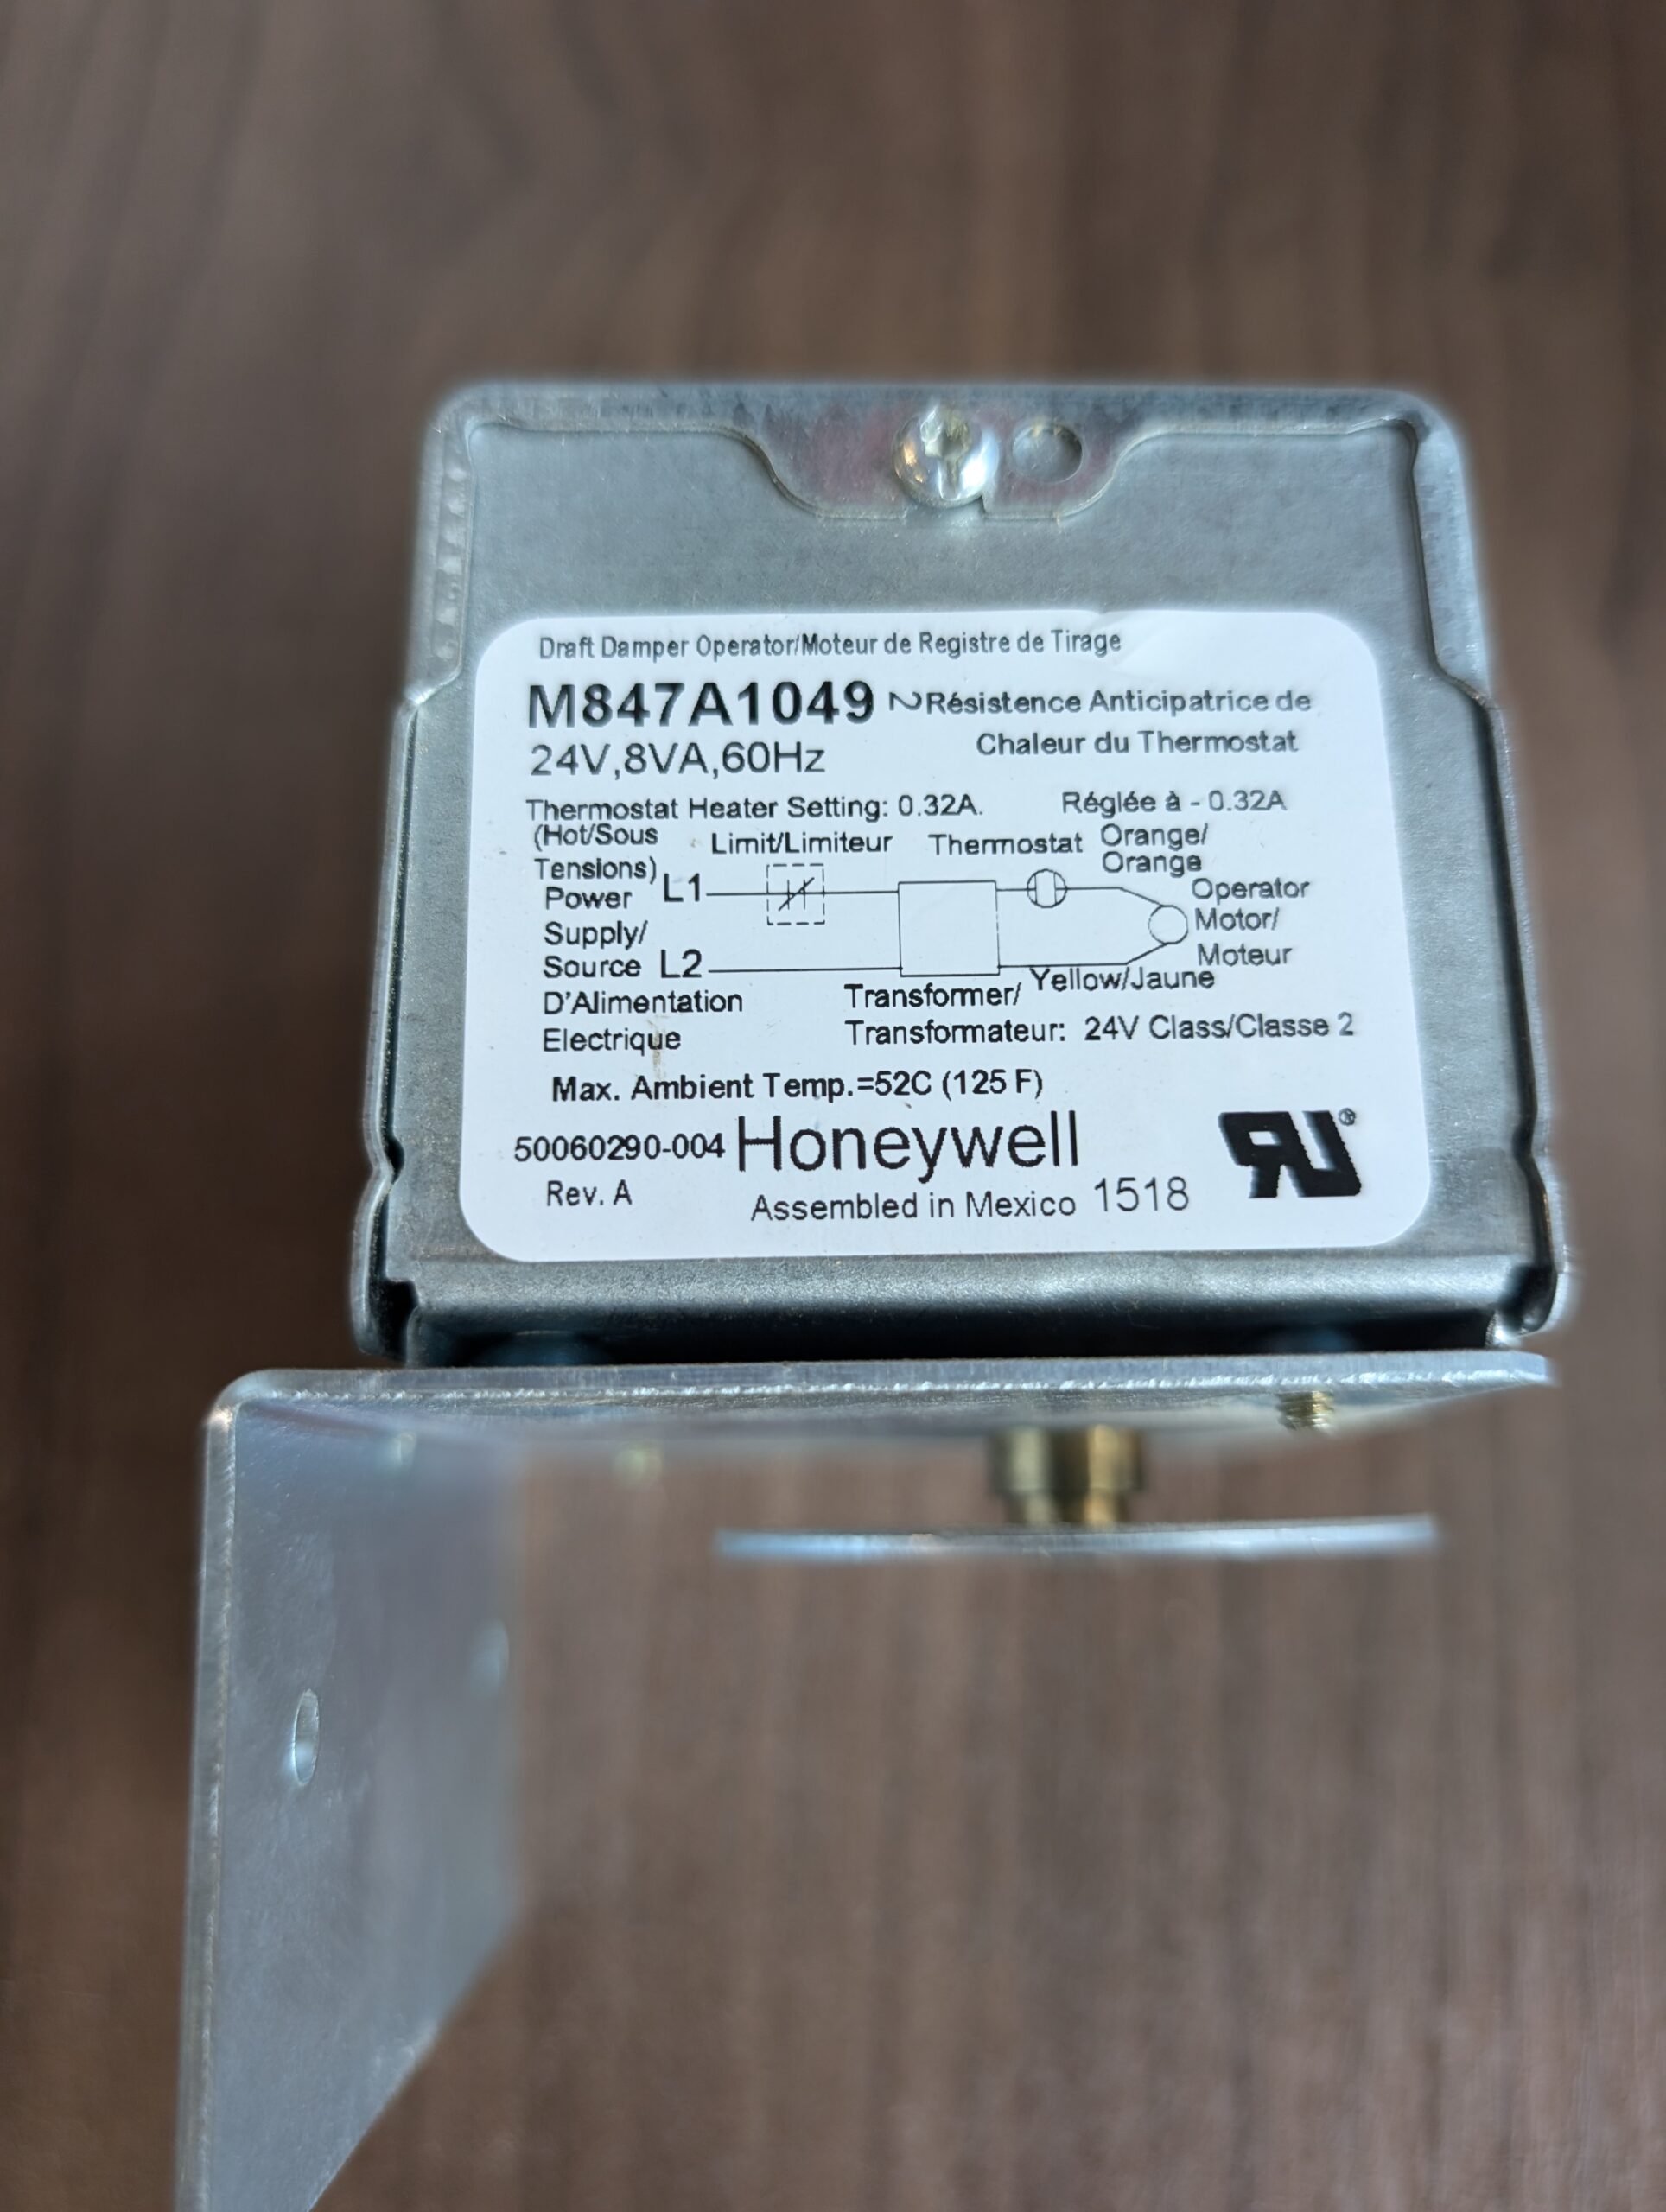 Draft Damper Operator/Moteur de Registre de Tirage
M847A1049 Résistence Anticipatrice de
24V,8VA,60Hz Chaleur du Thermostat
Thermostat Heater Setting: 0.32A. Réglée à - 0.32A
(Hot/Sous Limit/Limiteur Thermostat Orange/
Tensions) Orange
Power L1 Operator
Supply/ Motor/
Source L2 Moteur
Yellow/Jaune
D'Alimentation Transformer/
Electrique Transformateur: 24V Class/Classe 2
Max. Ambient Temp.=52C (125 F)
50060290-004 Honeywell RU®
Rev. A Assembled in Mexico 1518